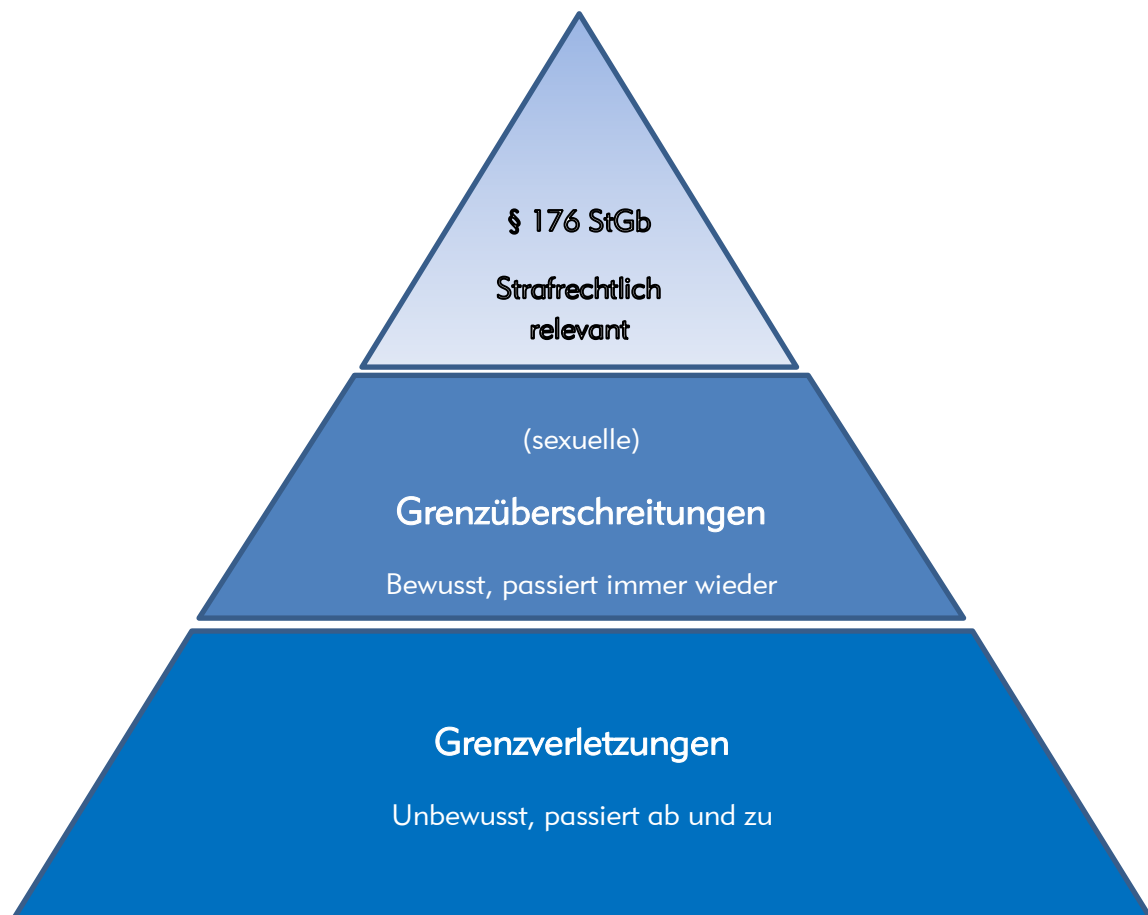 § 176 StGb
Strafrechtlich
relevant
(sexuelle)
Grenzüberschreitungen
Bewusst, passiert immer wieder
Grenzverletzungen
Unbewusst, passiert ab und zu